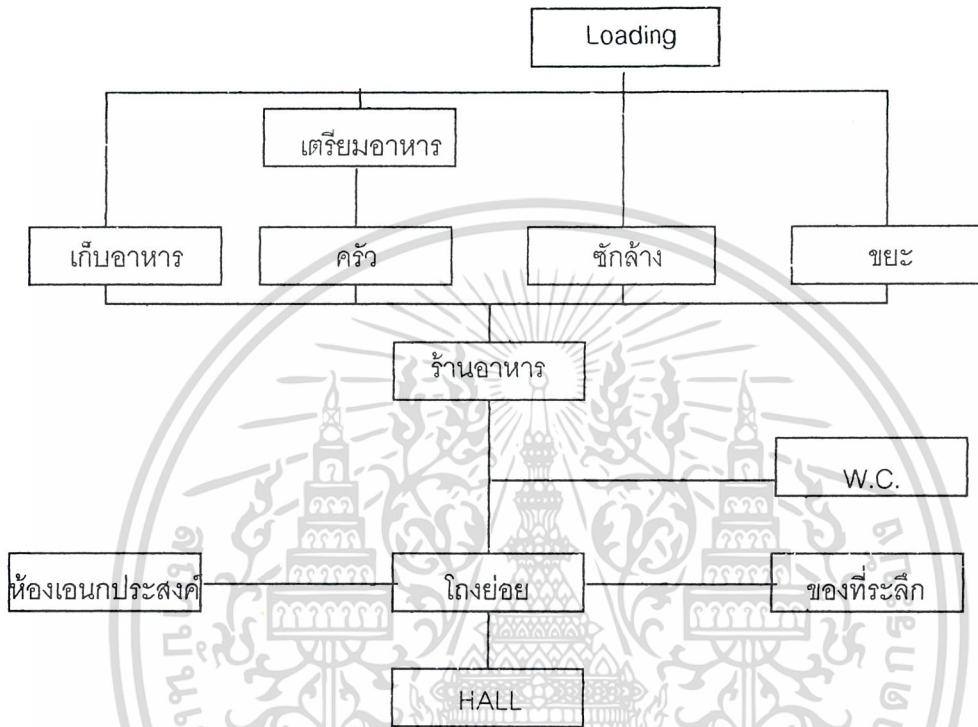 Loading
เตรียมอาหาร
เก็บอาหาร
ครัว
ซักล้าง
ขยะ
ร้านอาหาร
W.C.
ห้องเอนกประสงค์
โถงย่อย
ของที่ระลึก
HALL